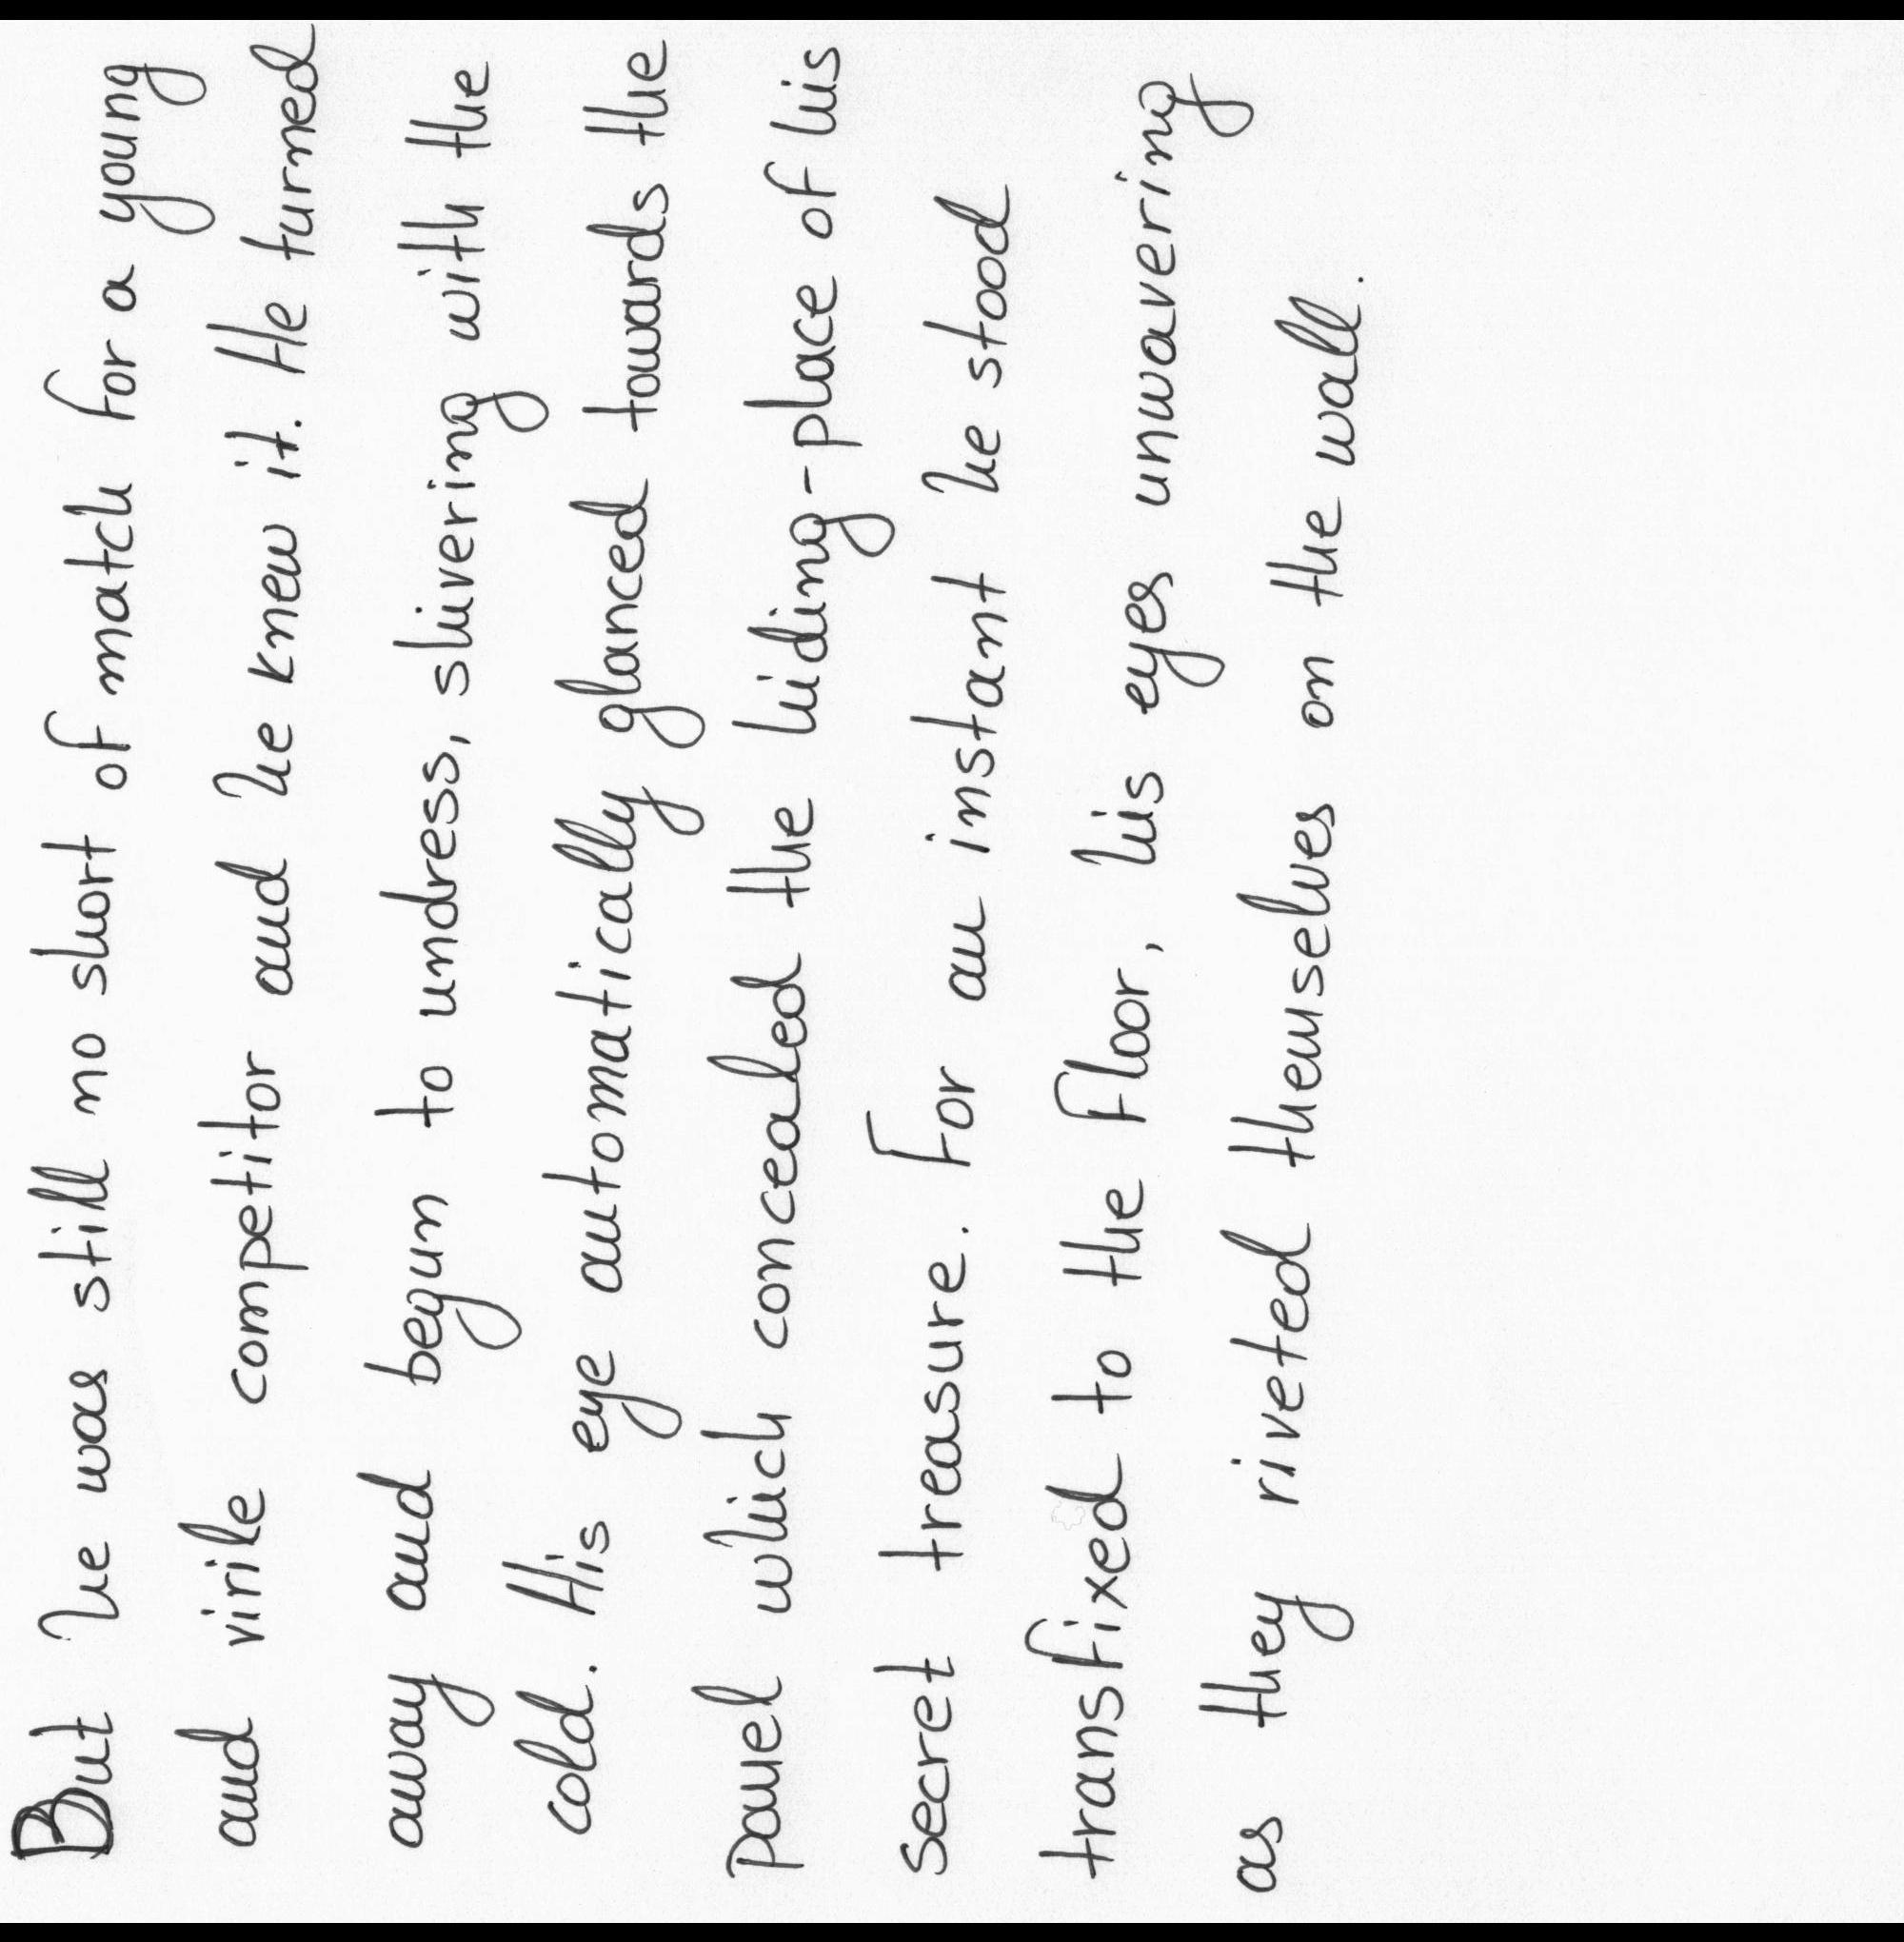 But he was still no short of match for a young
and virile competitor and he knew it. He turned
away and begun to undress, shivering with the
cold. His eye automatically glanced towards the
panel which concealed the hiding-place of his
secret treasure. For an instant he stood
transfixed to the floor, his eyes unwavering
as they riveted themselves on the wall.